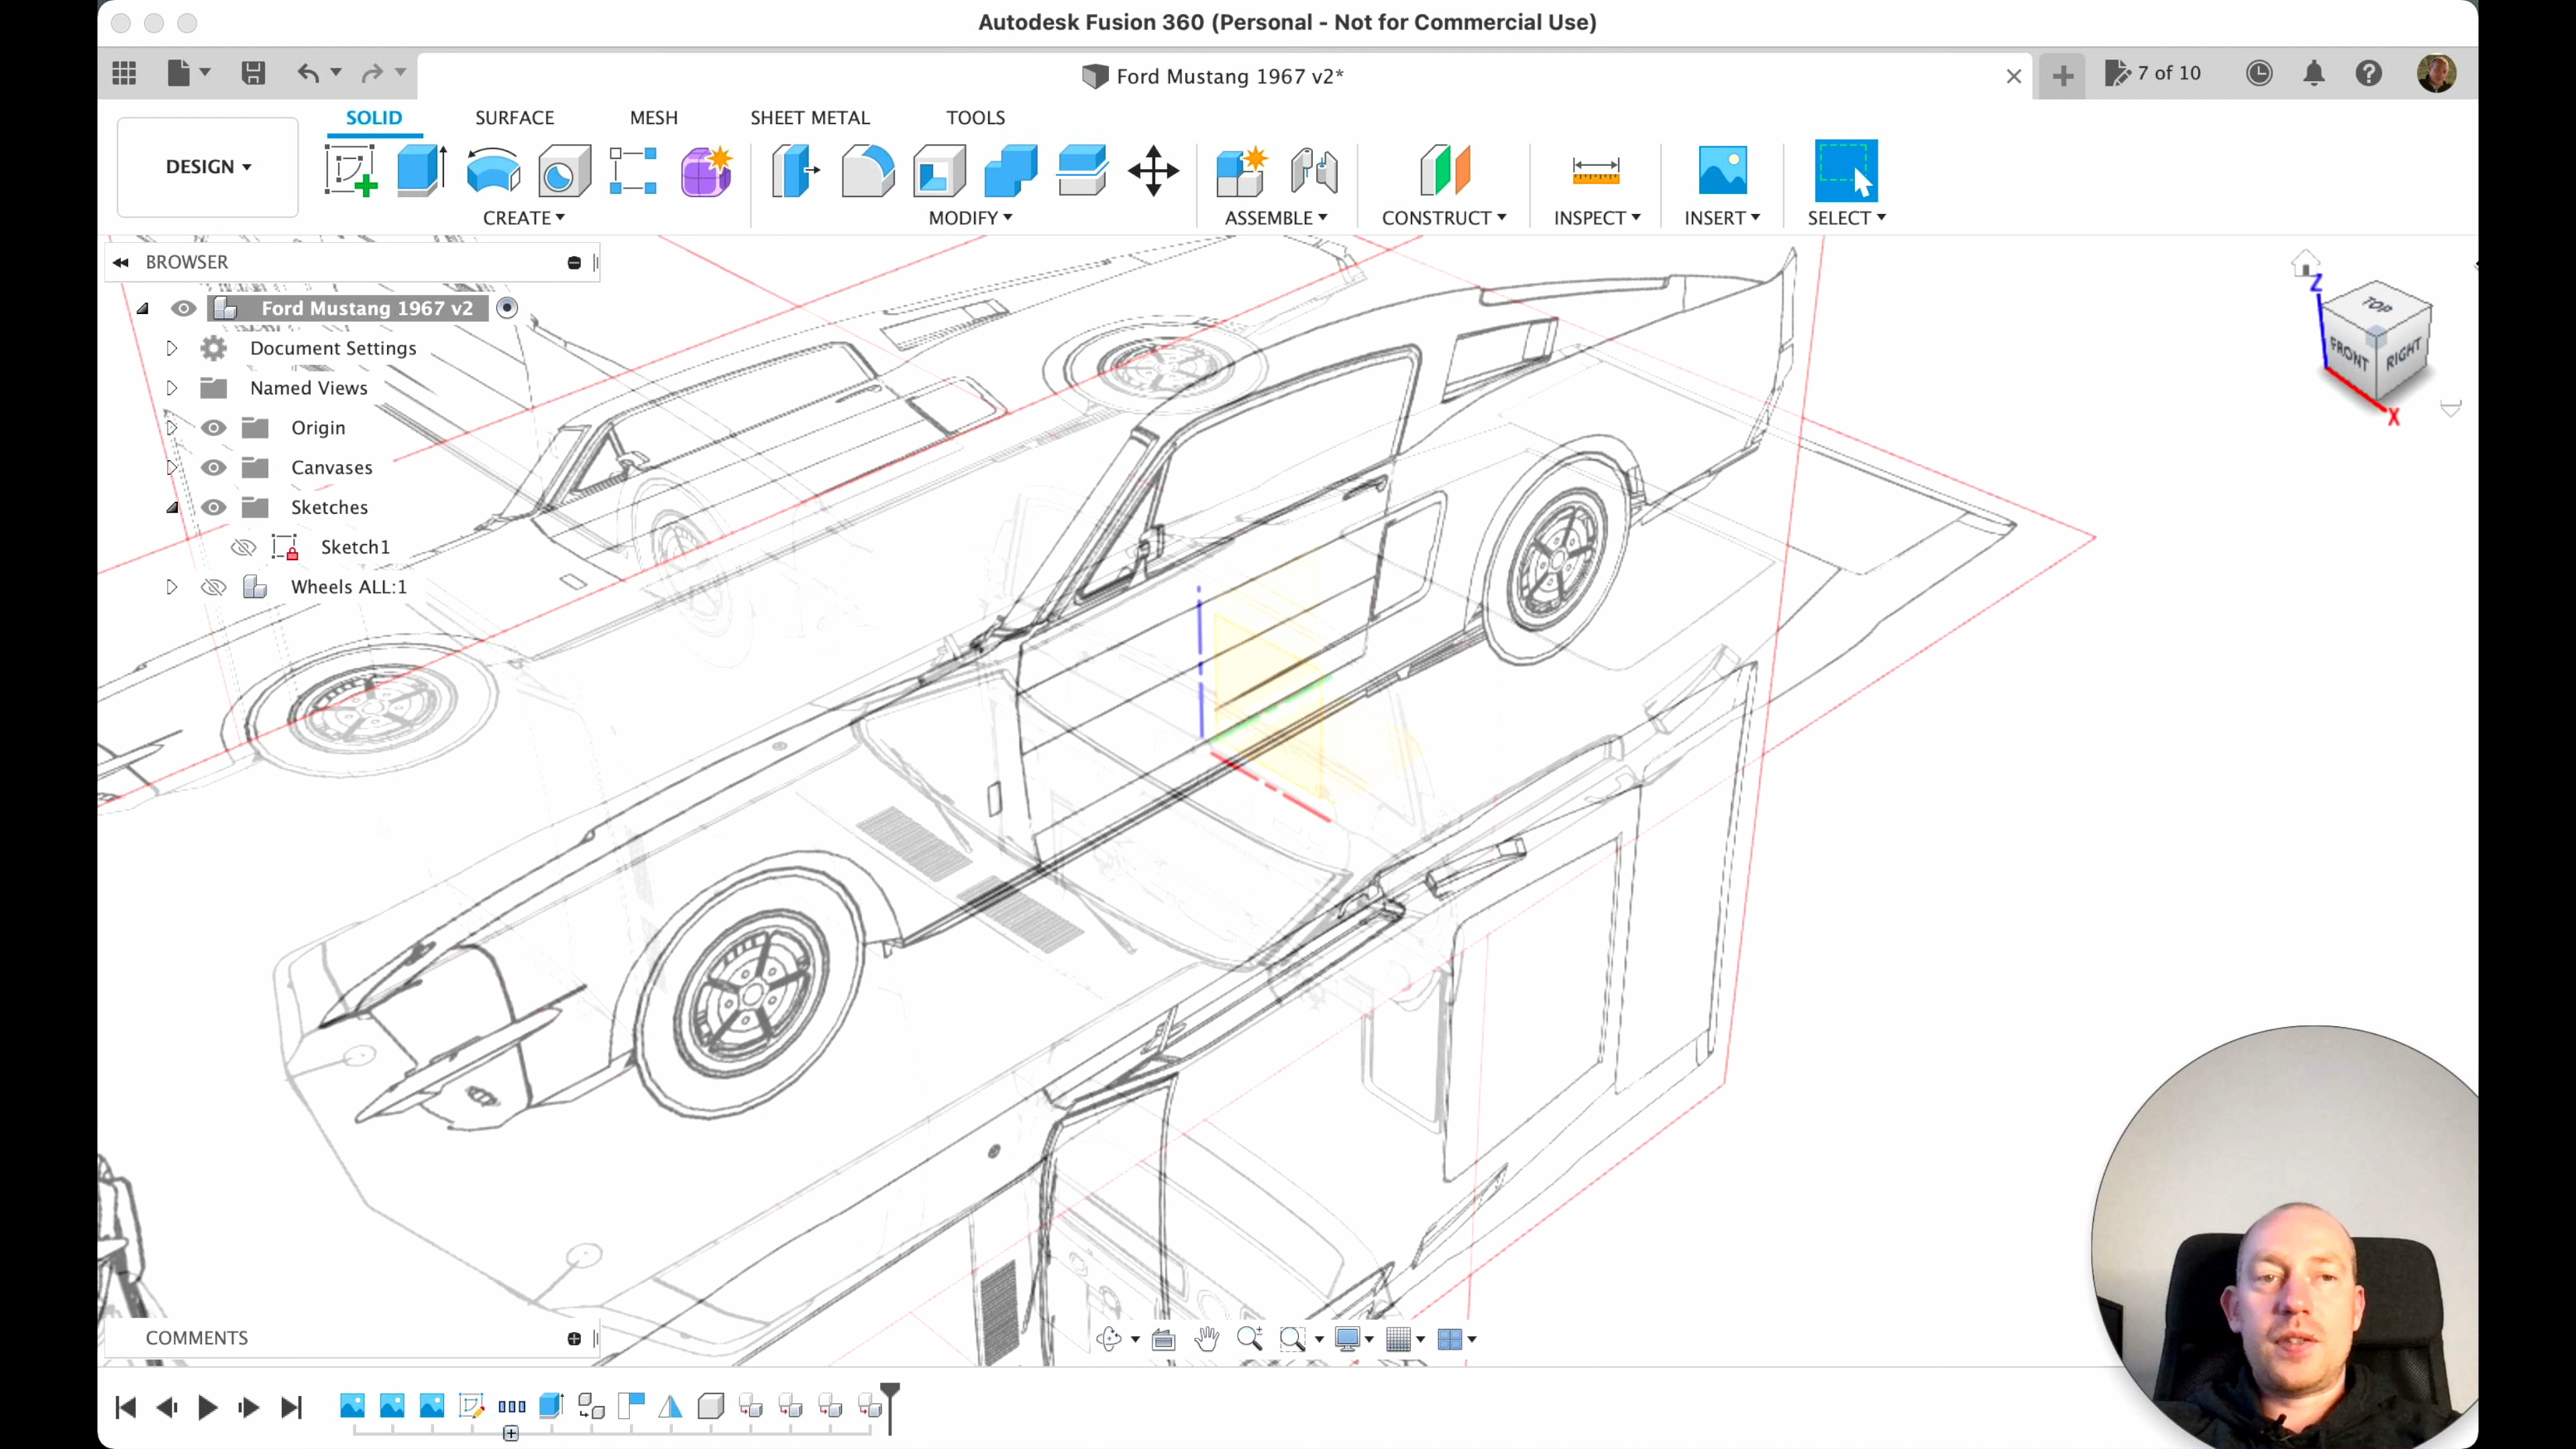 Autodesk Fusion 360 (Personal - Not for Commercial Use)
Ford Mustang 1967 v2*
7 of 10
SOLID
SURFACE
MESH
SHEET METAL
TOOLS
DESIGN
CREATE
MODIFY
ASSEMBLE
CONSTRUCT
INSPECT
INSERT
SELECT
BROWSER
Ford Mustang 1967 v2
Document Settings
Named Views
Origin
Canvases
Sketches
Sketch1
Wheels ALL:1
Z
TOP
FRONT
RIGHT
X
COMMENTS